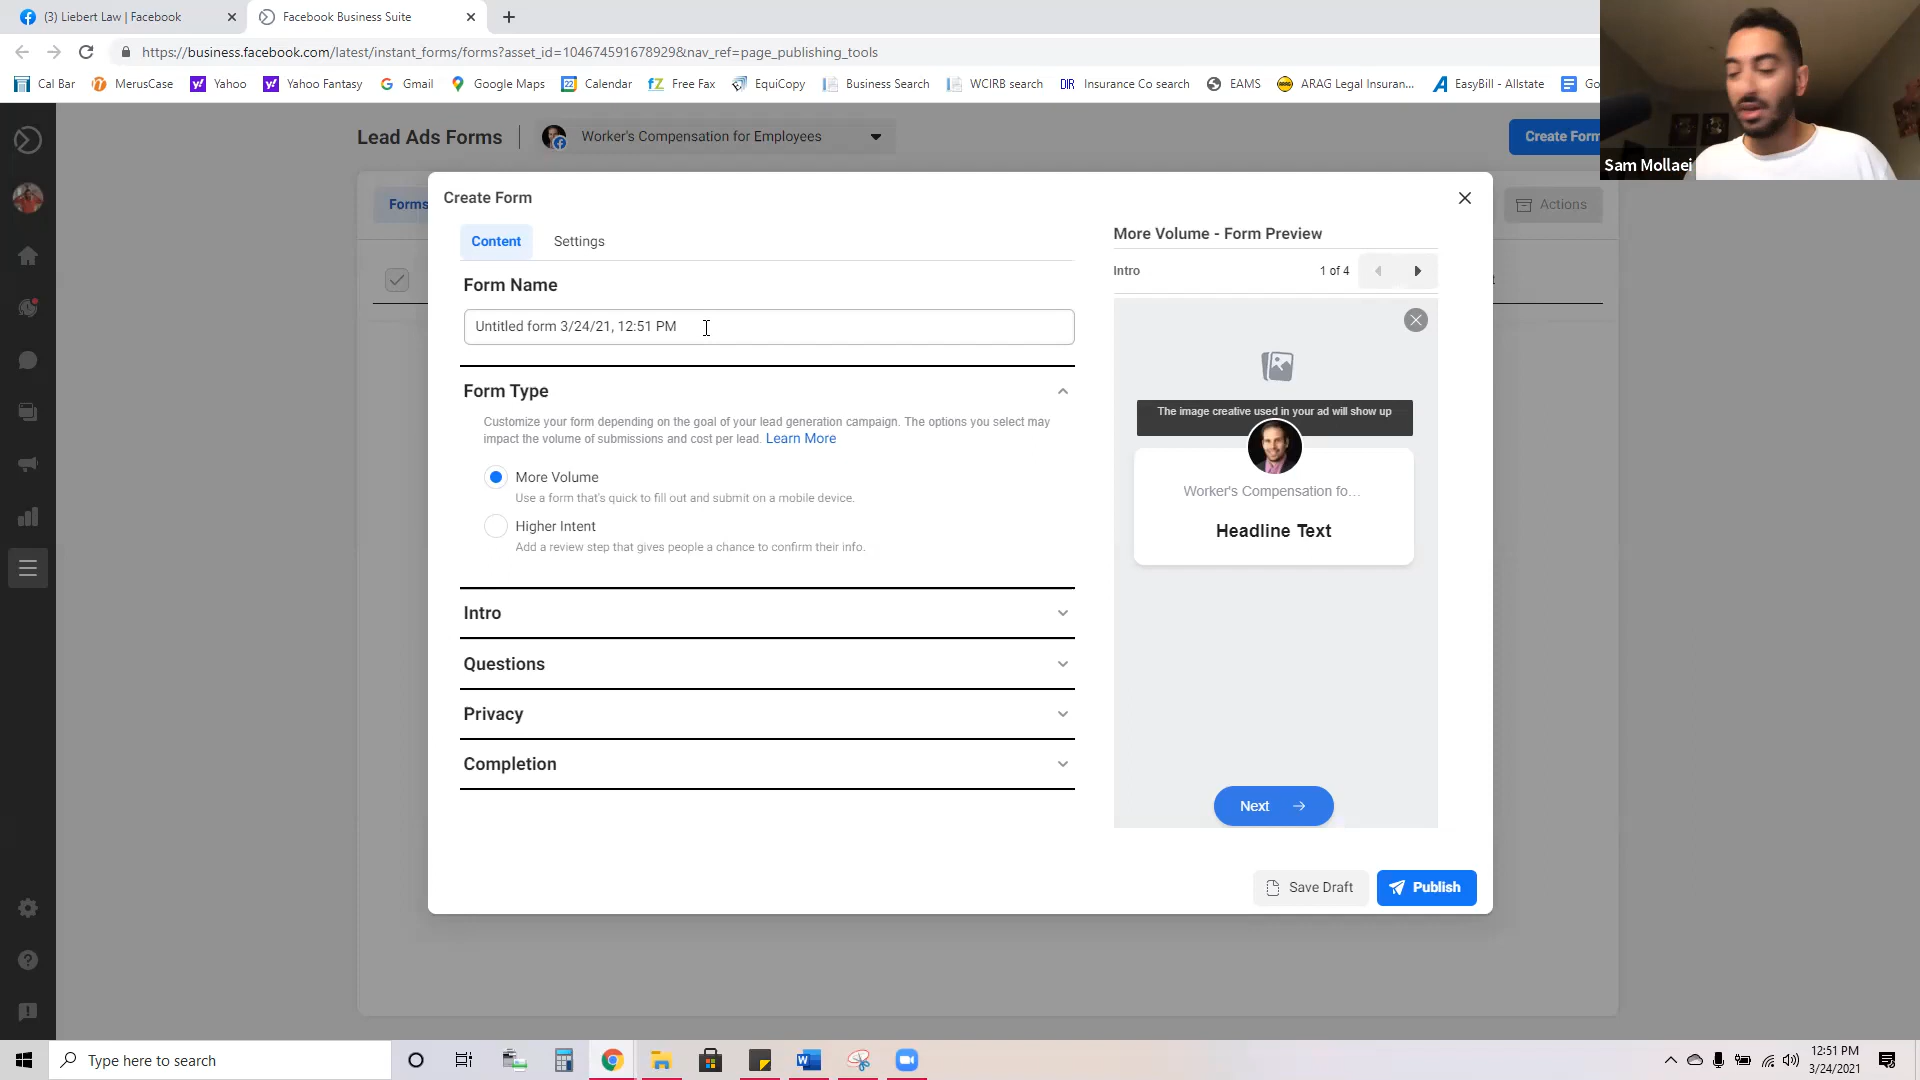 (3) Liebert Law | Facebook
Facebook Business Suite
https://business.facebook.com/latest/instant_forms/forms?asset_id=104674591678929&nav_ref=page_publishing_tools
Cal Bar
MerusCase
Yahoo
Yahoo Fantasy
Gmail
Google Maps
Calendar
Free Fax
EquiCopy
Business Search
WCIRB search
Insurance Co search
EAMS
ARAG Legal Insuran...
EasyBill - Allstate
Go
Sam Mollaei
Lead Ads Forms
Worker's Compensation for Employees
Create Form
Forms
Actions
Create Form
Content
Settings
Form Name
Untitled form 3/24/21, 12:51 PM
Form Type
Customize your form depending on the goal of your lead generation campaign. The options you select may
impact the volume of submissions and cost per lead. Learn More
More Volume
Use a form that's quick to fill out and submit on a mobile device.
Higher Intent
Add a review step that gives people a chance to confirm their info.
Intro
Questions
Privacy
Completion
More Volume - Form Preview
Intro
1 of 4
The image creative used in your ad will show up
Worker's Compensation fo...
Headline Text
Next
Save Draft
Publish
Type here to search
12:51 PM
3/24/2021